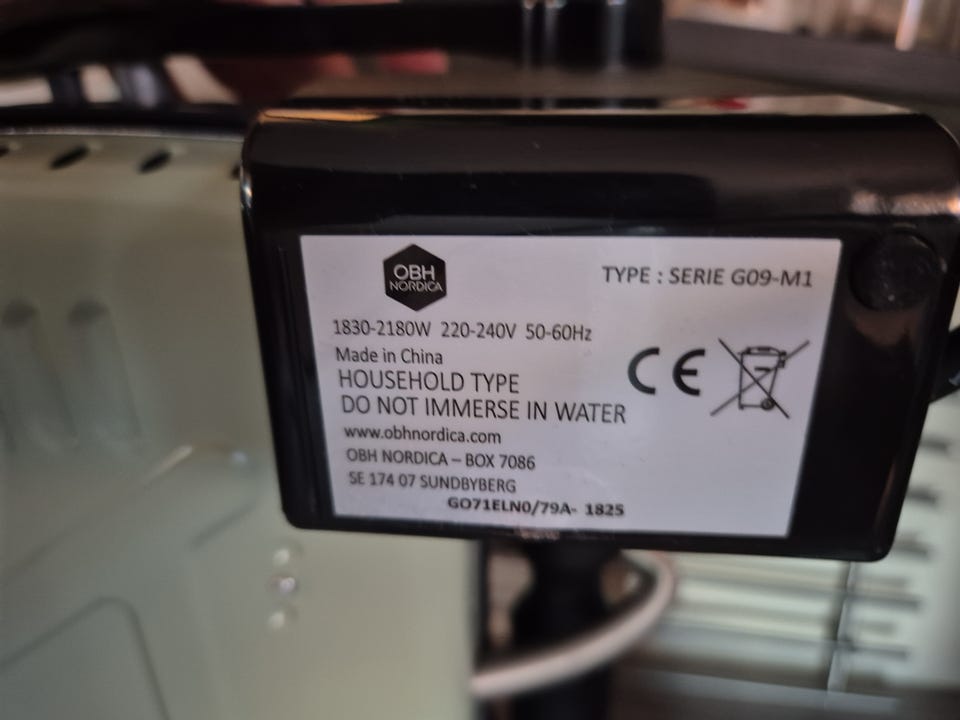 OBH
NORDICA
TYPE : SERIE G09-M1
1830-2180W 220-240V 50-60Hz
Made in China
HOUSEHOLD TYPE
DO NOT IMMERSE IN WATER
www.obhnordica.com
OBH NORDICA – BOX 7086
SE 174 07 SUNDBYBERG
GO71ELN0/79A- 1825
CE